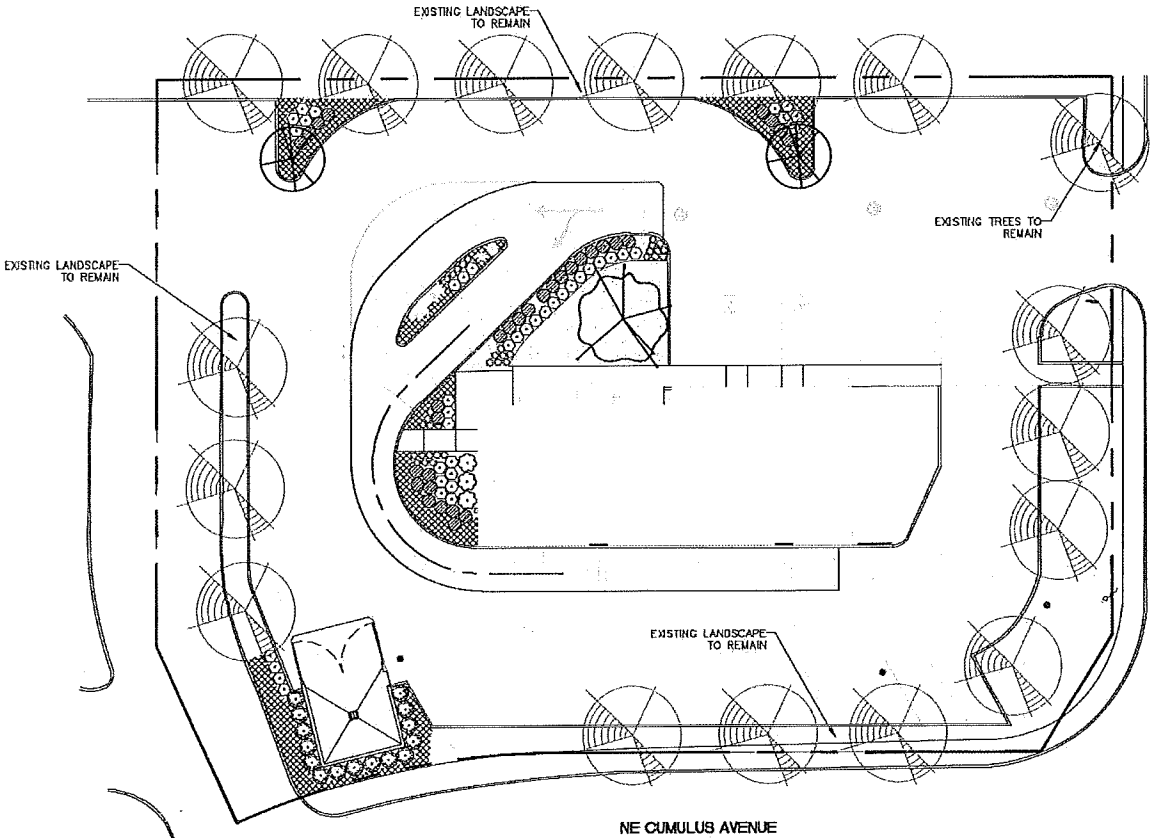 EXISTING LANDSCAPE
TO REMAIN
EXISTING TREES TO
REMAIN
EXISTING LANDSCAPE
TO REMAIN
EXISTING LANDSCAPE
TO REMAIN
NE CUMULUS AVENUE